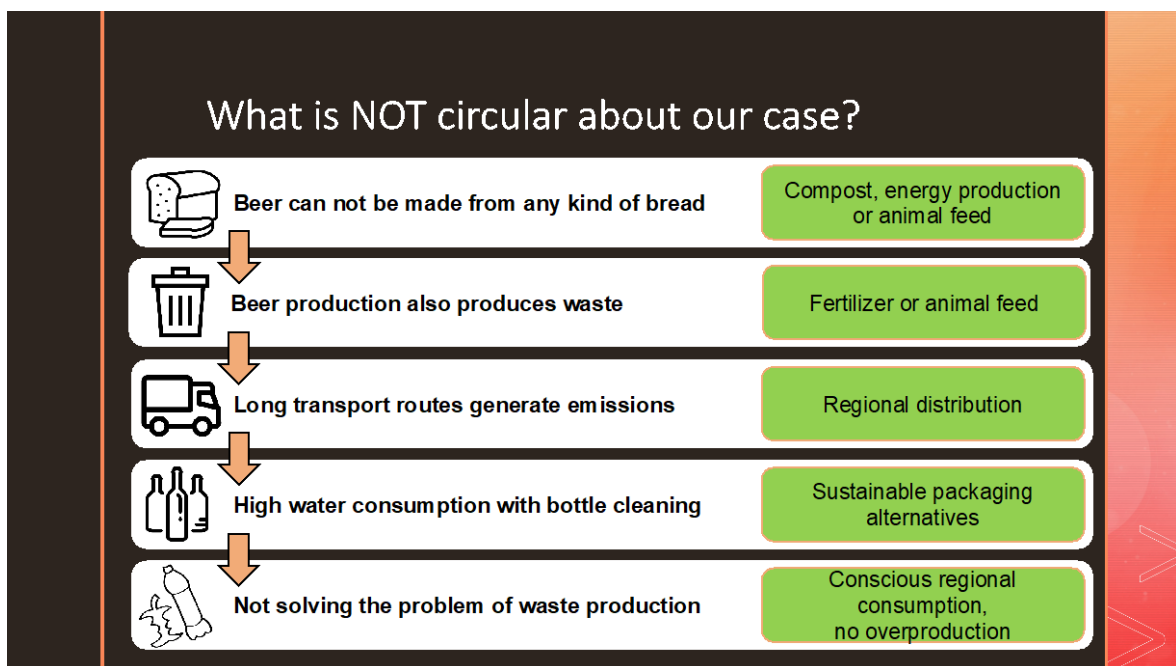 What is NOT circular about our case?
Beer can not be made from any kind of bread
Compost, energy production
or animal feed
Beer production also produces waste
Fertilizer or animal feed
Long transport routes generate emissions
Regional distribution
High water consumption with bottle cleaning
Sustainable packaging
alternatives
Not solving the problem of waste production
Conscious regional
consumption,
no overproduction